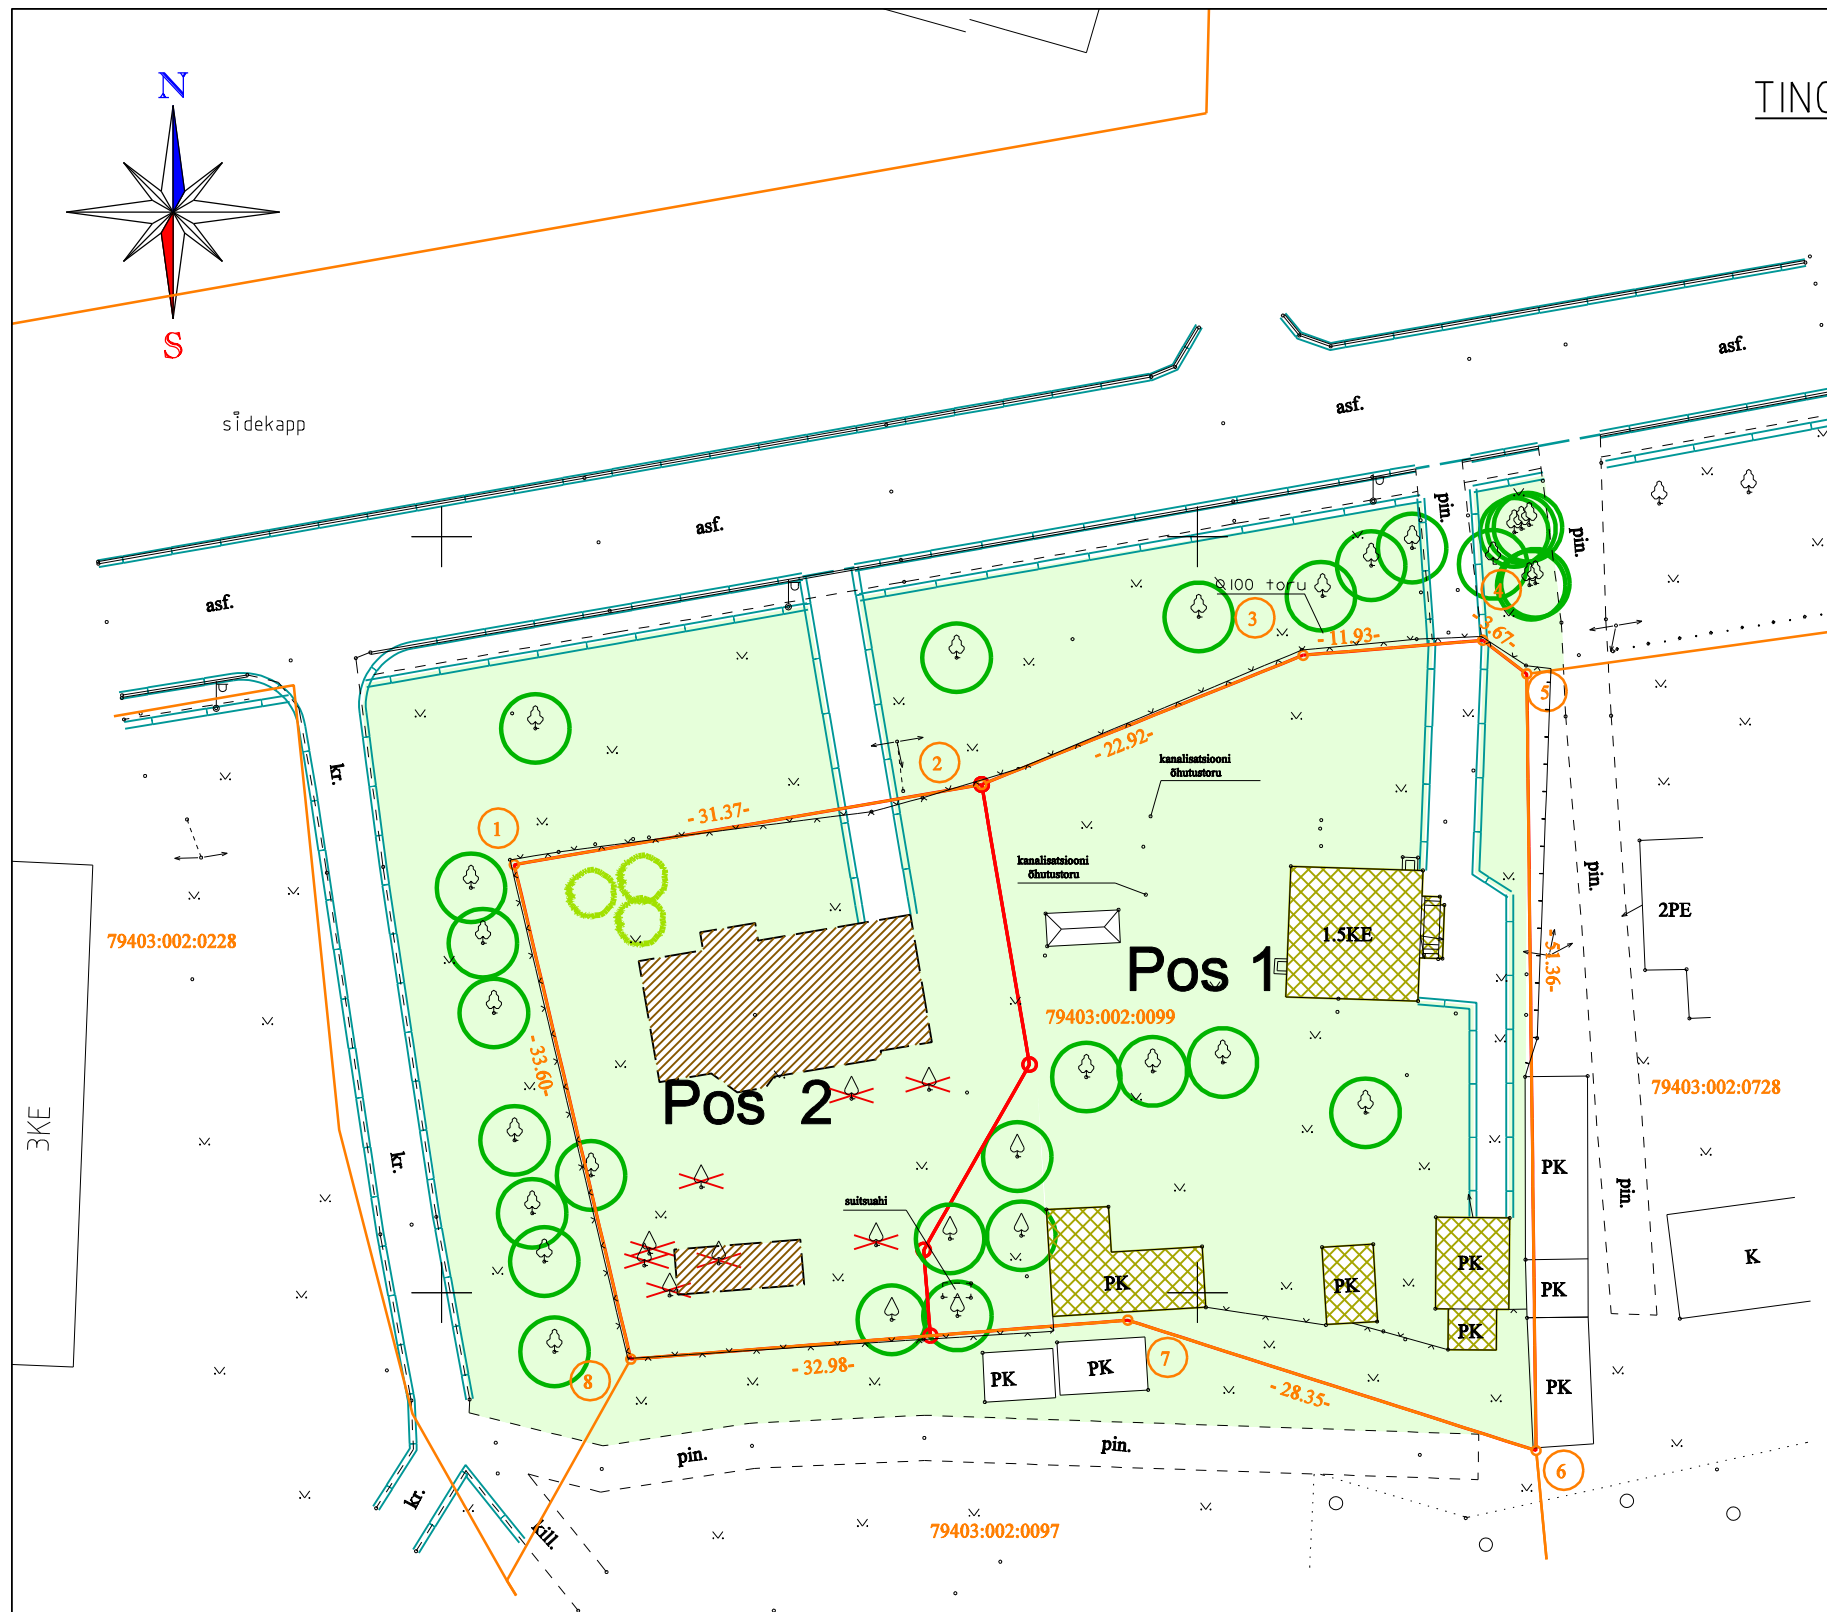 N
TING
S
sidekapp
asf.
asf.
asf.
asf.
pin.
pin.
Q100 toru
3
4
- 11.93-
- 3.67-
5
kr.
2
- 22.92-
kanalisatsiooni
õhutustoru
1
- 31.37-
kanalisatsiooni
õhutustoru
pin.
2PE
79403:002:0228
1.5KE
- 51.36-
Pos 1
79403:002:0099
- 33.60-
79403:002:0728
Pos 2
3KE
kr.
PK
pin.
suitsuahi
K
PK
PK
PK
PK
PK
7
8
- 32.98-
PK
PK
- 28.35-
PK
pin.
pin.
6
kr.
kill.
79403:002:0097